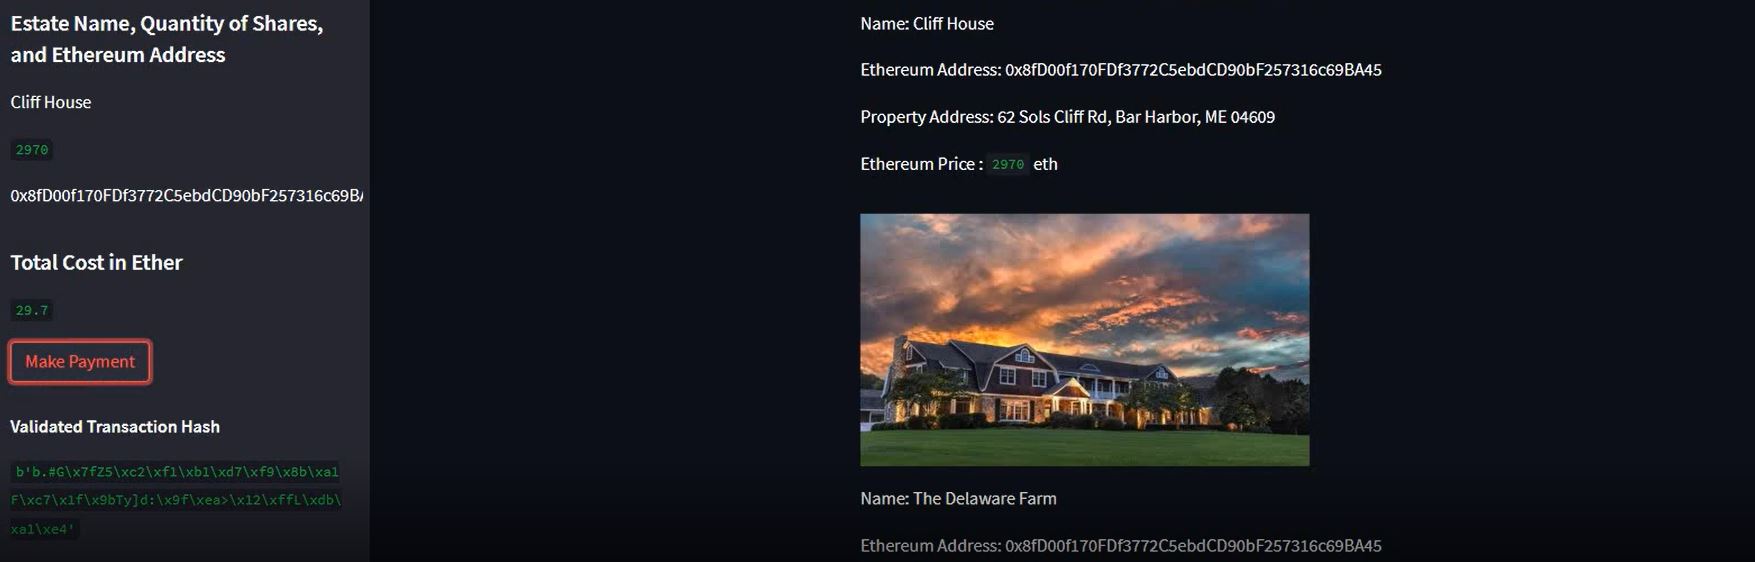 Estate Name, Quantity of Shares,
and Ethereum Address
Cliff House
2970
0x8fD00f170FDf3772C5ebdCD90bF257316c69BA
Total Cost in Ether
29.7
Make Payment
Validated Transaction Hash
b'b.#G\x7fZ5\xc2\xf1\xb1\xd7\xf9\x8b\xa1
F\xc7\x1f\x9bTy]d:\x9f\xea>\x12\xffL\xdb\
xa1\xe4'
Name: Cliff House
Ethereum Address: 0x8fD00f170FDf3772C5ebdCD90bF257316c69BA45
Property Address: 62 Sols Cliff Rd, Bar Harbor, ME 04609
Ethereum Price : 2970 eth
Name: The Delaware Farm
Ethereum Address: 0x8fD00f170FDf3772C5ebdCD90bF257316c69BA45